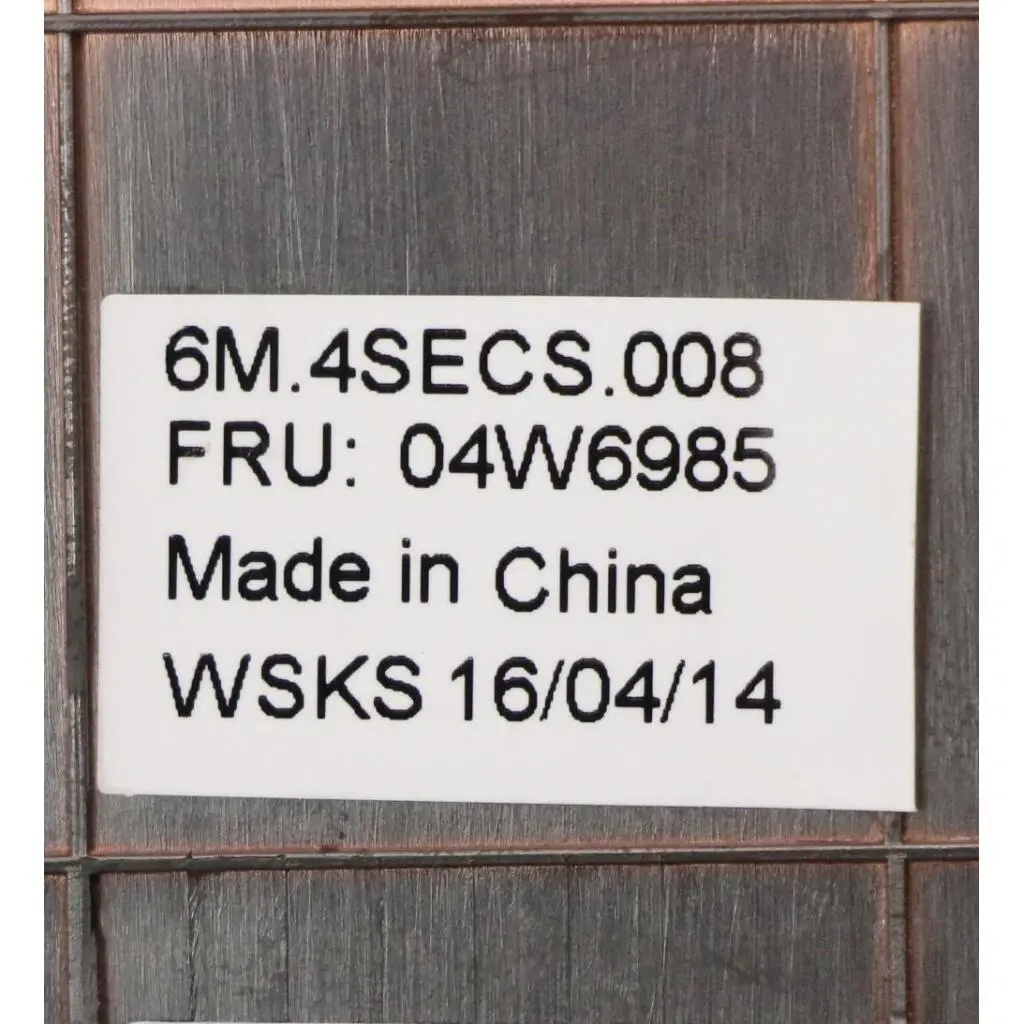 6M.4SECS.008
FRU: 04W6985
Made in China
WSKS 16/04/14